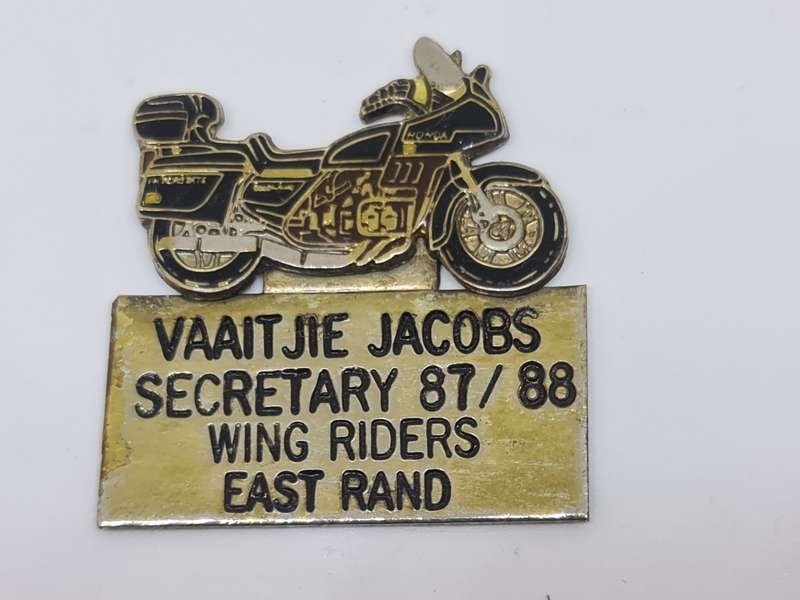 HONDA
VAAITJIE JACOBS
SECRETARY 87/88
WING RIDERS
EAST RAND